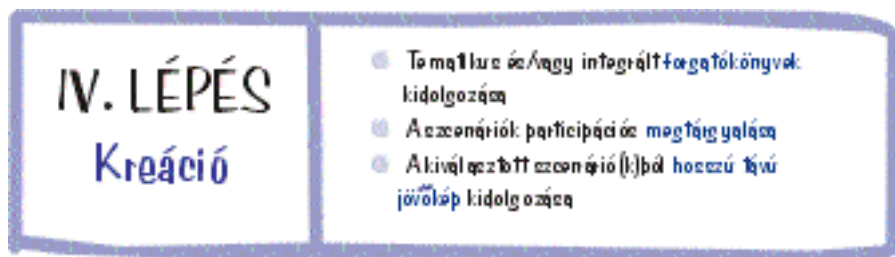 IV. LÉPÉS
Kreáció
Tematikus és/vagy integrált forgatókönyvek
kidolgozása
A szcenáriók participációs megtárgyalása
A kiválasztott szcenárió(k)ból hosszú távú
jövőkép kidolgozása